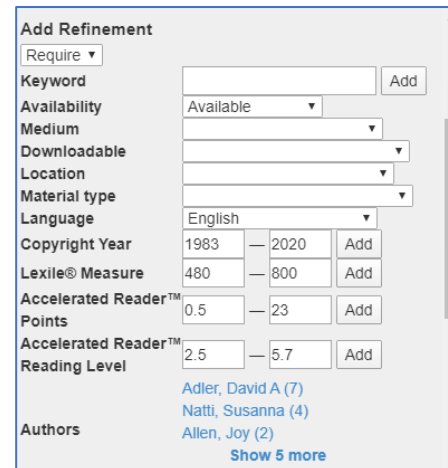 Add Refinement
Require
Keyword Add
Availability Available
Medium
Downloadable
Location
Material type
Language English
Copyright Year 1983 — 2020 Add
Lexile® Measure 480 — 800 Add
Accelerated Reader™
Points 0.5 — 23 Add
Accelerated Reader™
Reading Level 2.5 — 5.7 Add
Adler, David A (7)
Natti, Susanna (4)
Authors Allen, Joy (2)
Show 5 more